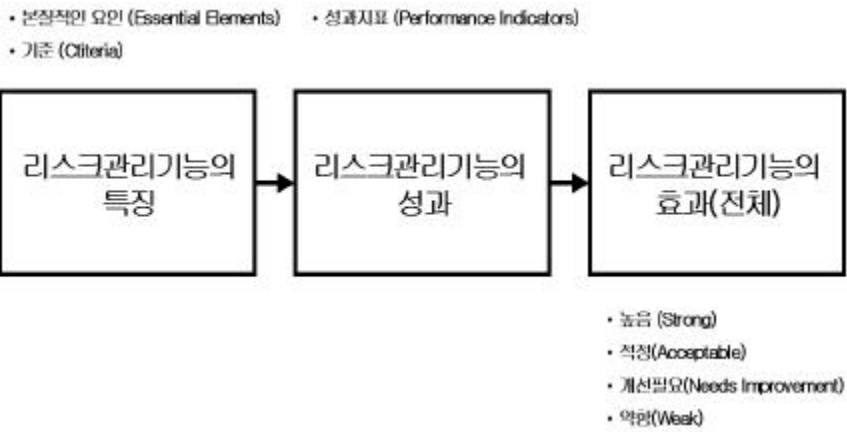 • 본질적인 요인 (Essential Elements)
• 기준 (Ctiteria)
• 성과지표 (Performance Indicators)
리스크관리기능의
특징
리스크관리기능의
성과
리스크관리기능의
효과(전체)
• 높음 (Strong)
• 적정(Acceptable)
• 개선필요(Needs Improvement)
• 약함(Weak)